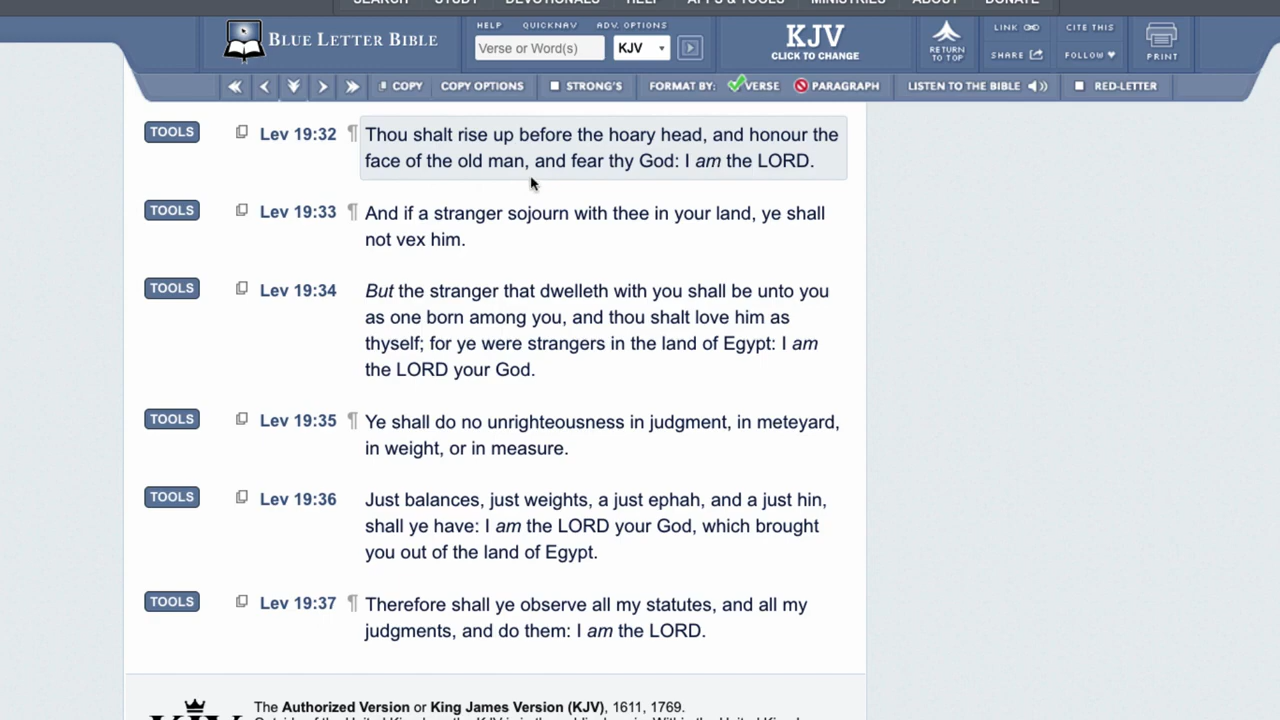 SEARCH STUDY DEVOTIONALS HELP APPS & TOOLS MINISTRIES ABOUT DONATE
BLUE LETTER BIBLE
HELP QUICKNAV ADV. OPTIONS
Verse or Word(s) KJV
KJV
CLICK TO CHANGE
RETURN
TO TOP
LINK CITE THIS
SHARE FOLLOW ♥
PRINT
COPY COPY OPTIONS STRONG'S FORMAT BY: VERSE PARAGRAPH LISTEN TO THE BIBLE RED-LETTER
TOOLS Lev 19:32 ¶ Thou shalt rise up before the hoary head, and honour the
face of the old man, and fear thy God: I am the LORD.
TOOLS Lev 19:33 ¶ And if a stranger sojourn with thee in your land, ye shall
not vex him.
TOOLS Lev 19:34 But the stranger that dwelleth with you shall be unto you
as one born among you, and thou shalt love him as
thyself; for ye were strangers in the land of Egypt: I am
the LORD your God.
TOOLS Lev 19:35 ¶ Ye shall do no unrighteousness in judgment, in meteyard,
in weight, or in measure.
TOOLS Lev 19:36 Just balances, just weights, a just ephah, and a just hin,
shall ye have: I am the LORD your God, which brought
you out of the land of Egypt.
TOOLS Lev 19:37 ¶ Therefore shall ye observe all my statutes, and all my
judgments, and do them: I am the LORD.
KJV
The Authorized Version or King James Version (KJV), 1611, 1769.